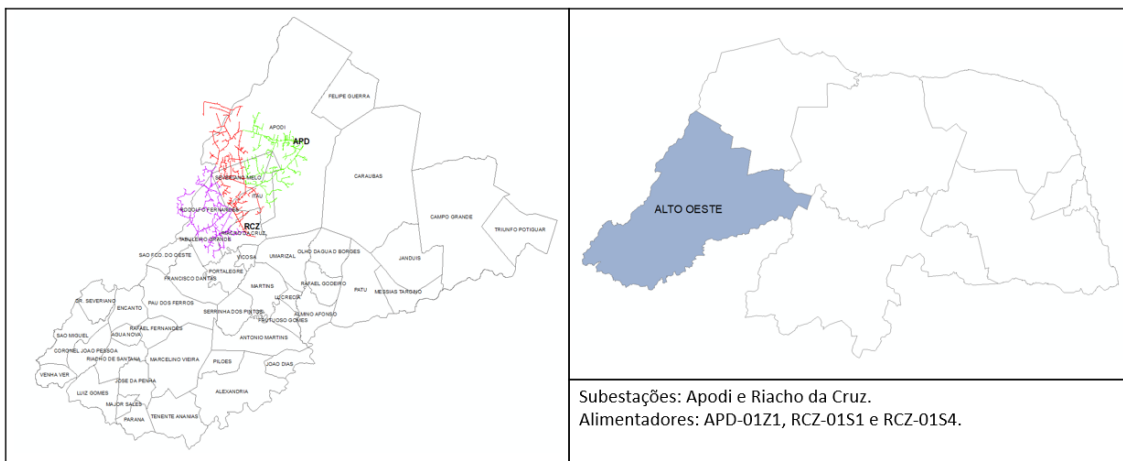 FELIPE GUERRA
APODI
APD
SEVERIANO MELO
CARAUBAS
ITAU
RODOLFO FERNANDES
CAMPO GRANDE
RCZ
RIACHO DA CRUZ
TRIUNFO POTIGUAR
TABULEIRO GRANDE
SAO FCO. DO OESTE
VICOSA
UMARIZAL
OLHO DAGUA D BORGES
JANDUIS
PORTALEGRE
FRANCISCO DANTAS
MARTINS
RAFAEL GODEIRO
PATU
MESSIAS TARGINO
DR. SEVERIANO
ENCANTO
PAU DOS FERROS
LUCRECIA
SERRINHA DOS PINTOS
ALMINO AFONSO
FRUTUOSO GOMES
RAFAEL FERNANDES
SAO MIGUEL
AGUA NOVA
ANTONIO MARTINS
CORONEL JOAO PESSOA
RIACHO DE SANTANA
MARCELINO VIEIRA
PILOES
JOAO DIAS
VENHA VER
JOSE DA PENHA
LUIZ GOMES
ALEXANDRIA
MAJOR SALES
PARANA
TENENTE ANANIAS
ALTO OESTE
Subestações: Apodi e Riacho da Cruz.
Alimentadores: APD-01Z1, RCZ-01S1 e RCZ-01S4.